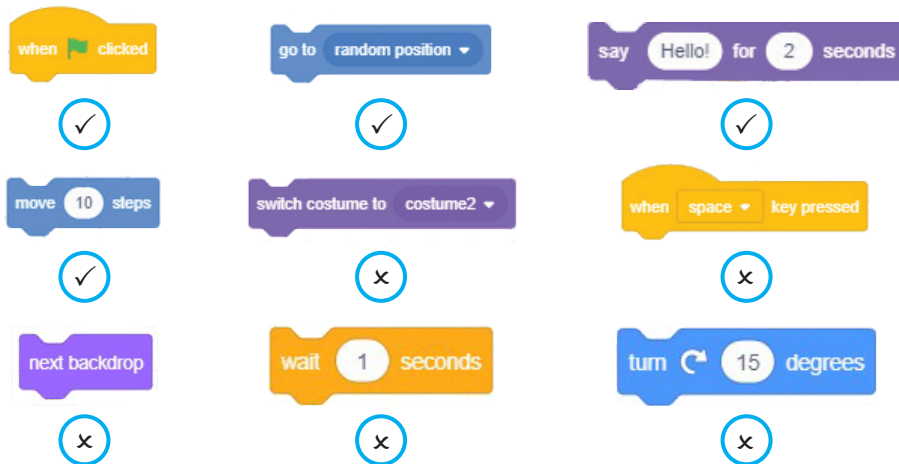 when clicked
go to random position
say Hello! for 2 seconds
✓
✓
✓
move 10 steps
switch costume to costume2
when space key pressed
✓
x
x
next backdrop
wait 1 seconds
turn 15 degrees
x
x
x